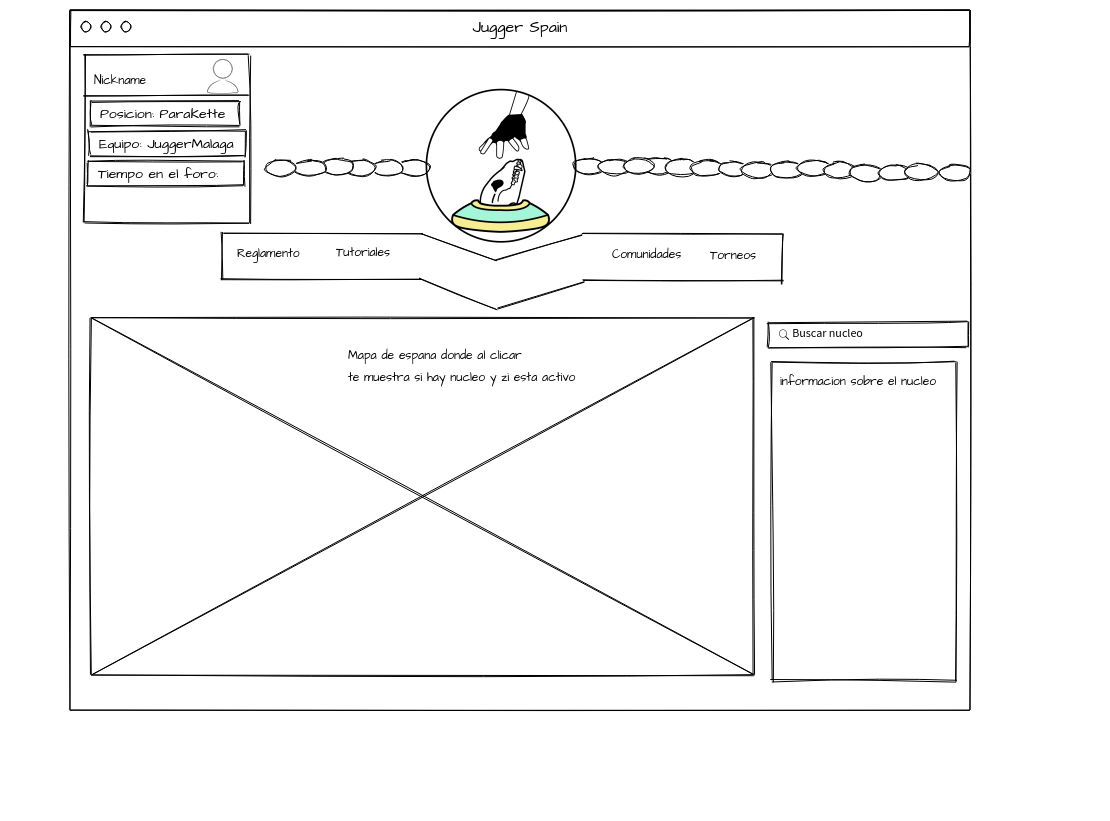 Jugger Spain
Nickname
Posicion: ParaKette
Equipo: JuggerMalaga
Tiempo en el foro:
Reglamento
Tutoriales
Comunidades
Torneos
Mapa de espana donde al clicar
te muestra si hay nucleo y zi esta activo
Buscar nucleo
informacion sobre el nucleo